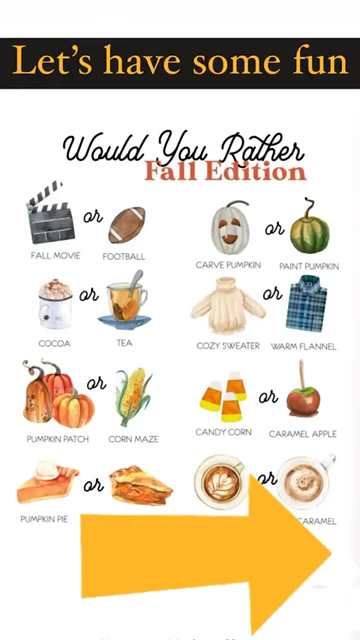 Let's have some fun
Would You Rather
Fall Edition
or
or
FALL MOVIE
FOOTBALL
CARVE PUMPKIN
PAINT PUMPKIN
or
or
COCOA
TEA
COZY SWEATER
WARM FLANNEL
or
or
PUMPKIN PATCH
CORN MAZE
CANDY CORN
CARAMEL APPLE
or
or
PUMPKIN PIE
CARAMEL